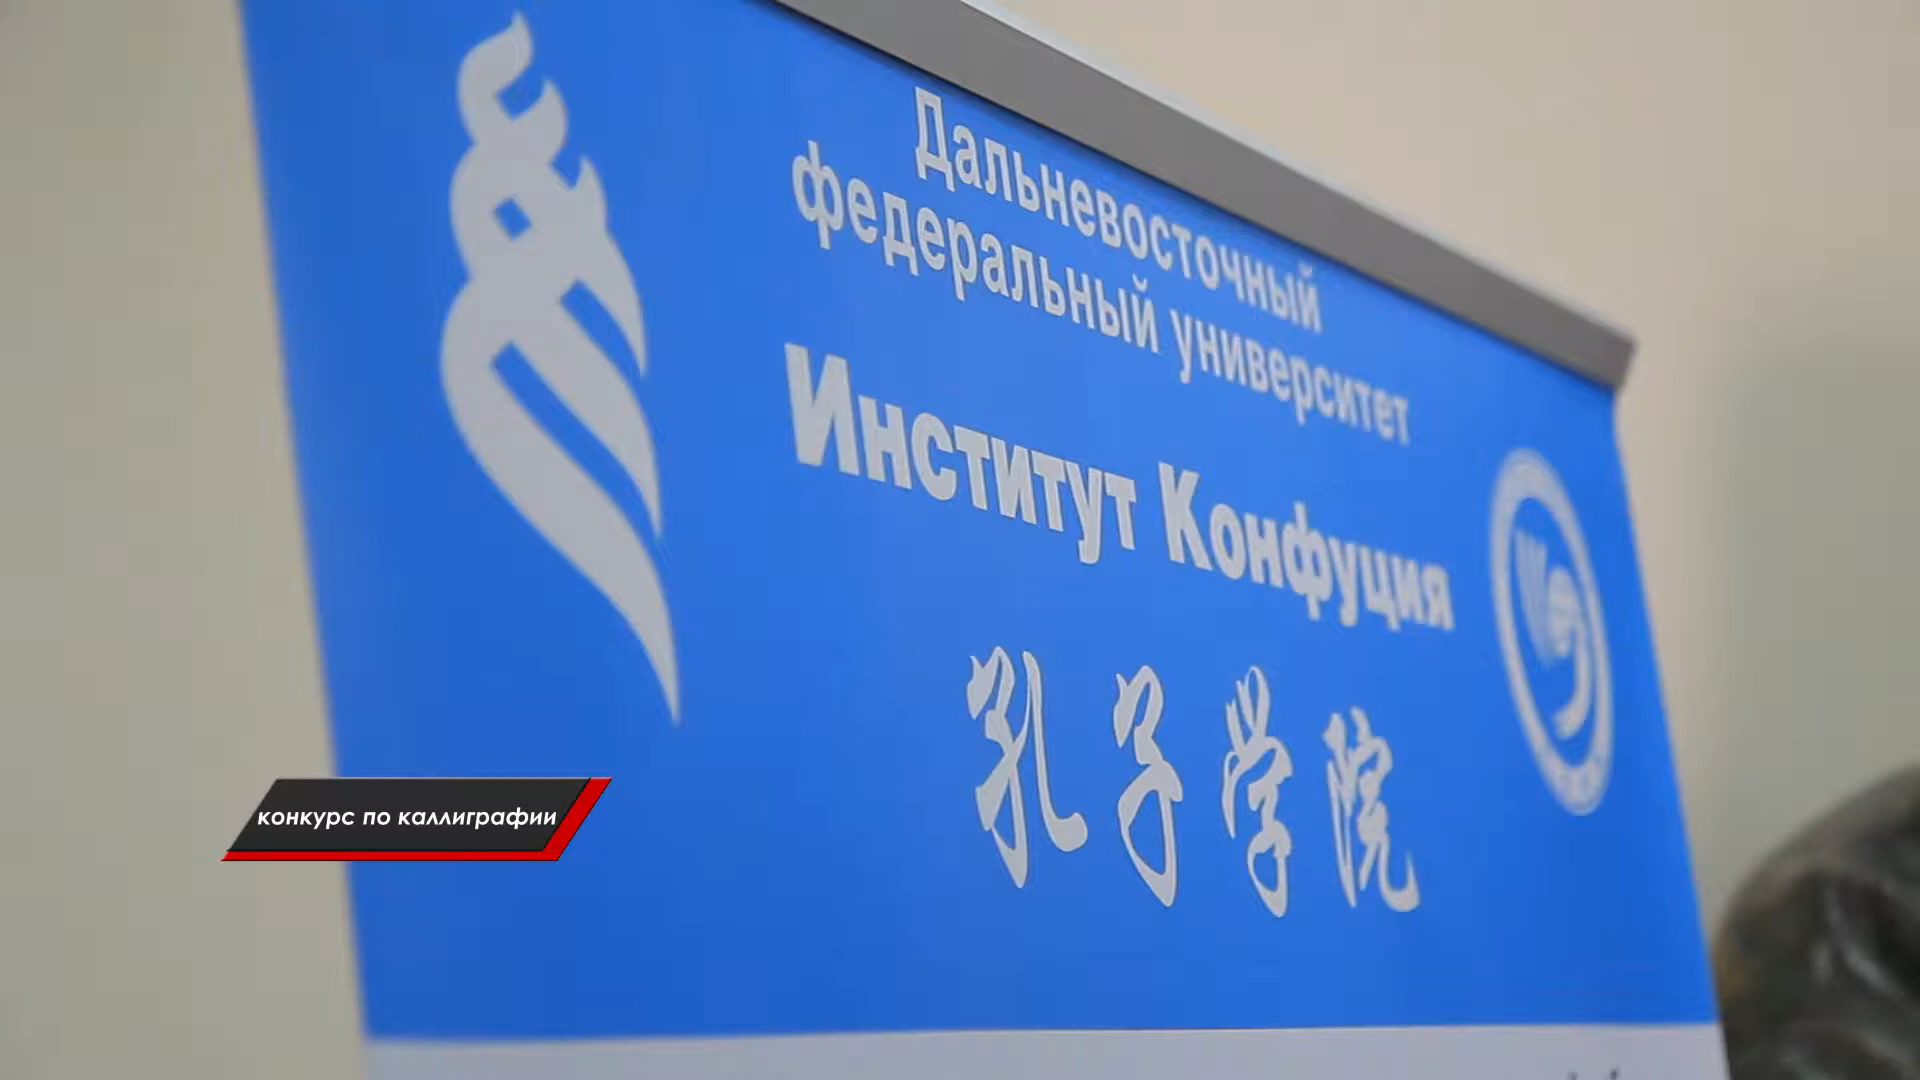 Дальневосточный
федеральный университет
Институт Конфуция
孔子学院
конкурс по каллиграфии